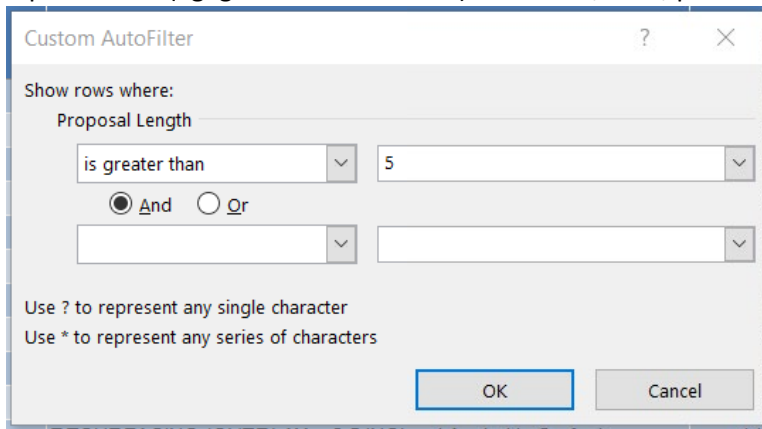 Custom AutoFilter ? ×
Show rows where:
Proposal Length
is greater than 5
And Or
Use ? to represent any single character
Use * to represent any series of characters
OK Cancel